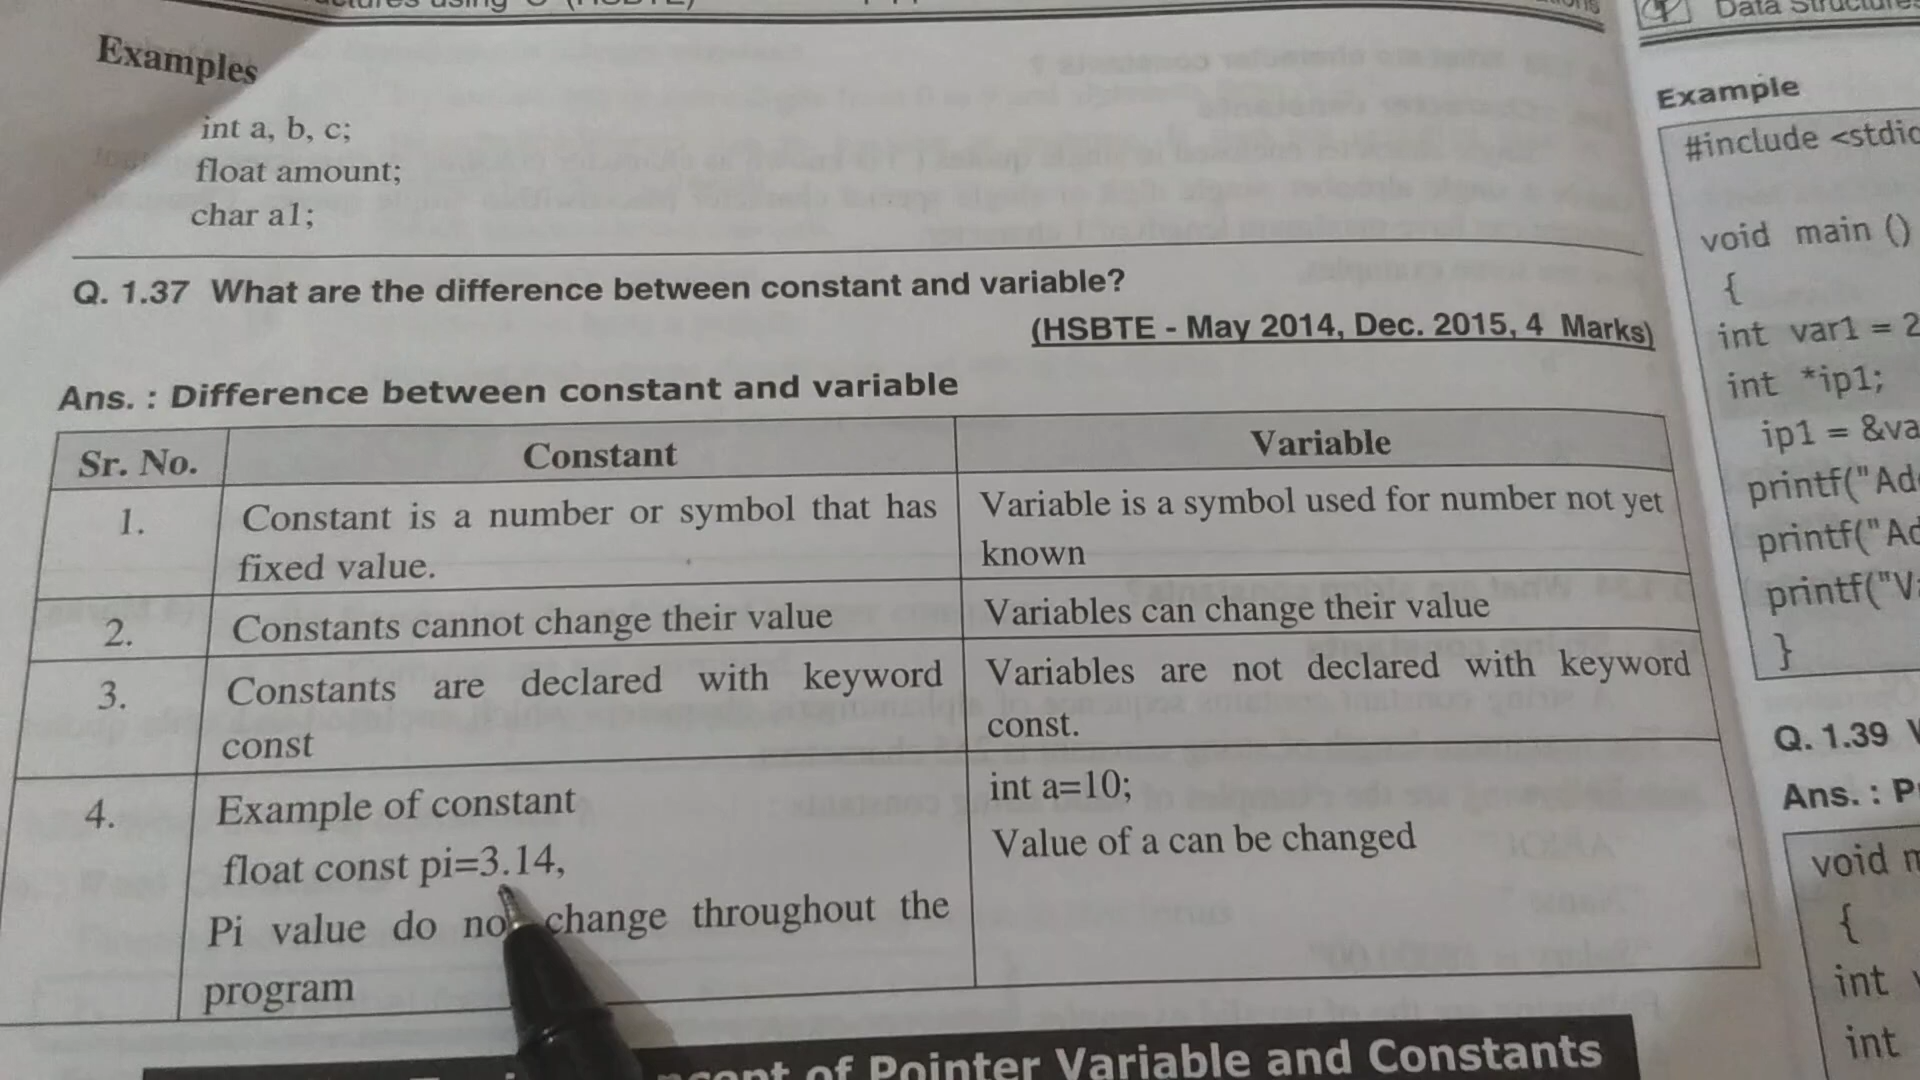 Examples
int a, b, c;
float amount;
char a1;
Q. 1.37 What are the difference between constant and variable?
(HSBTE - May 2014, Dec. 2015, 4 Marks)
Ans. : Difference between constant and variable
Sr. No. Constant Variable
1. Constant is a number or symbol that has Variable is a symbol used for number not yet
fixed value. known
2. Constants cannot change their value Variables can change their value
3. Constants are declared with keyword Variables are not declared with keyword
const const.
4. Example of constant int a=10;
float const pi=3.14, Value of a can be changed
Pi value do change throughout the
program
of Pointer Variable and Constants
Data
Example
#include
void main ()
{
int var1 = 2
int *ip1;
ip1 =
printf("
printf("
printf("
}
Q. 1.39
Ans. :
void
{
int
int